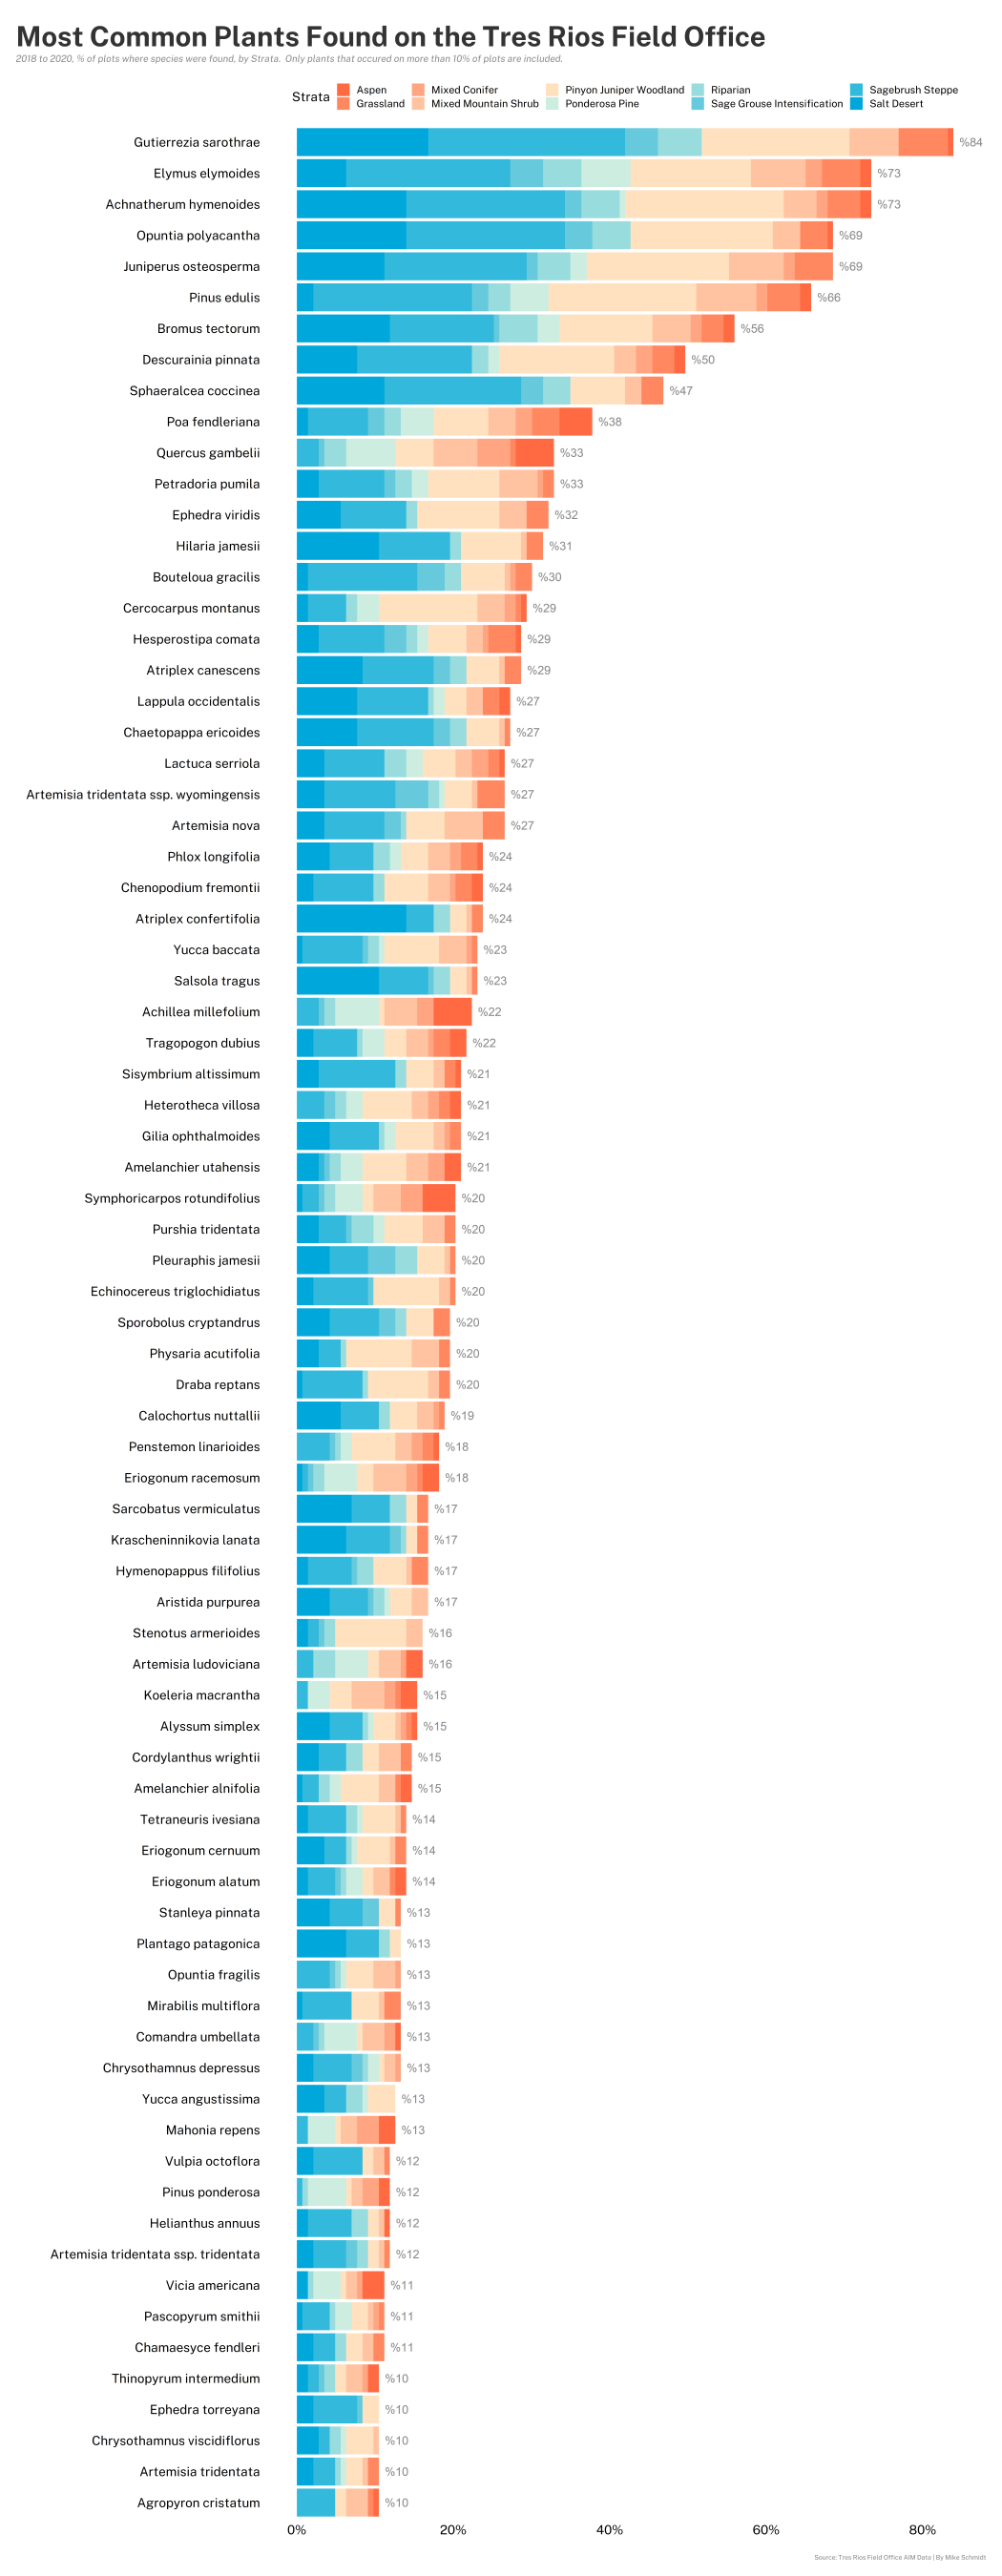 Most Common Plants Found on the Tres Rios Field Office
2018 to 2020, % of plots where species were found, by Strata.  Only plants that occured on more than 10% of plots are included.
Strata
Aspen Mixed Conifer Pinyon Juniper Woodland Riparian Sagebrush Steppe
Grassland Mixed Mountain Shrub Ponderosa Pine Sage Grouse Intensification Salt Desert
Gutierrezia sarothrae %84
Elymus elymoides %73
Achnatherum hymenoides %73
Opuntia polyacantha %69
Juniperus osteosperma %69
Pinus edulis %66
Bromus tectorum %56
Descurainia pinnata %50
Sphaeralcea coccinea %47
Poa fendleriana %38
Quercus gambelii %33
Petradoria pumila %33
Ephedra viridis %32
Hilaria jamesii %31
Bouteloua gracilis %30
Cercocarpus montanus %29
Hesperostipa comata %29
Atriplex canescens %29
Lappula occidentalis %27
Chaetopappa ericoides %27
Lactuca serriola %27
Artemisia tridentata ssp. wyomingensis %27
Artemisia nova %27
Phlox longifolia %24
Chenopodium fremontii %24
Atriplex confertifolia %24
Yucca baccata %23
Salsola tragus %23
Achillea millefolium %22
Tragopogon dubius %22
Sisymbrium altissimum %21
Heterotheca villosa %21
Gilia ophthalmoides %21
Amelanchier utahensis %21
Symphoricarpos rotundifolius %20
Purshia tridentata %20
Pleuraphis jamesii %20
Echinocereus triglochidiatus %20
Sporobolus cryptandrus %20
Physaria acutifolia %20
Draba reptans %20
Calochortus nuttallii %19
Penstemon linarioides %18
Eriogonum racemosum %18
Sarcobatus vermiculatus %17
Krascheninnikovia lanata %17
Hymenopappus filifolius %17
Aristida purpurea %17
Stenotus armerioides %16
Artemisia ludoviciana %16
Koeleria macrantha %15
Alyssum simplex %15
Cordylanthus wrightii %15
Amelanchier alnifolia %15
Tetraneuris ivesiana %14
Eriogonum cernuum %14
Eriogonum alatum %14
Stanleya pinnata %13
Plantago patagonica %13
Opuntia fragilis %13
Mirabilis multiflora %13
Comandra umbellata %13
Chrysothamnus depressus %13
Yucca angustissima %13
Mahonia repens %13
Vulpia octoflora %12
Pinus ponderosa %12
Helianthus annuus %12
Artemisia tridentata ssp. tridentata %12
Vicia americana %11
Pascopyrum smithii %11
Chamaesyce fendleri %11
Thinopyrum intermedium %10
Ephedra torreyana %10
Chrysothamnus viscidiflorus %10
Artemisia tridentata %10
Agropyron cristatum %10
0% 20% 40% 60% 80%
Source: Tres Rios Field Office AIM Data | By Mike Schmidt